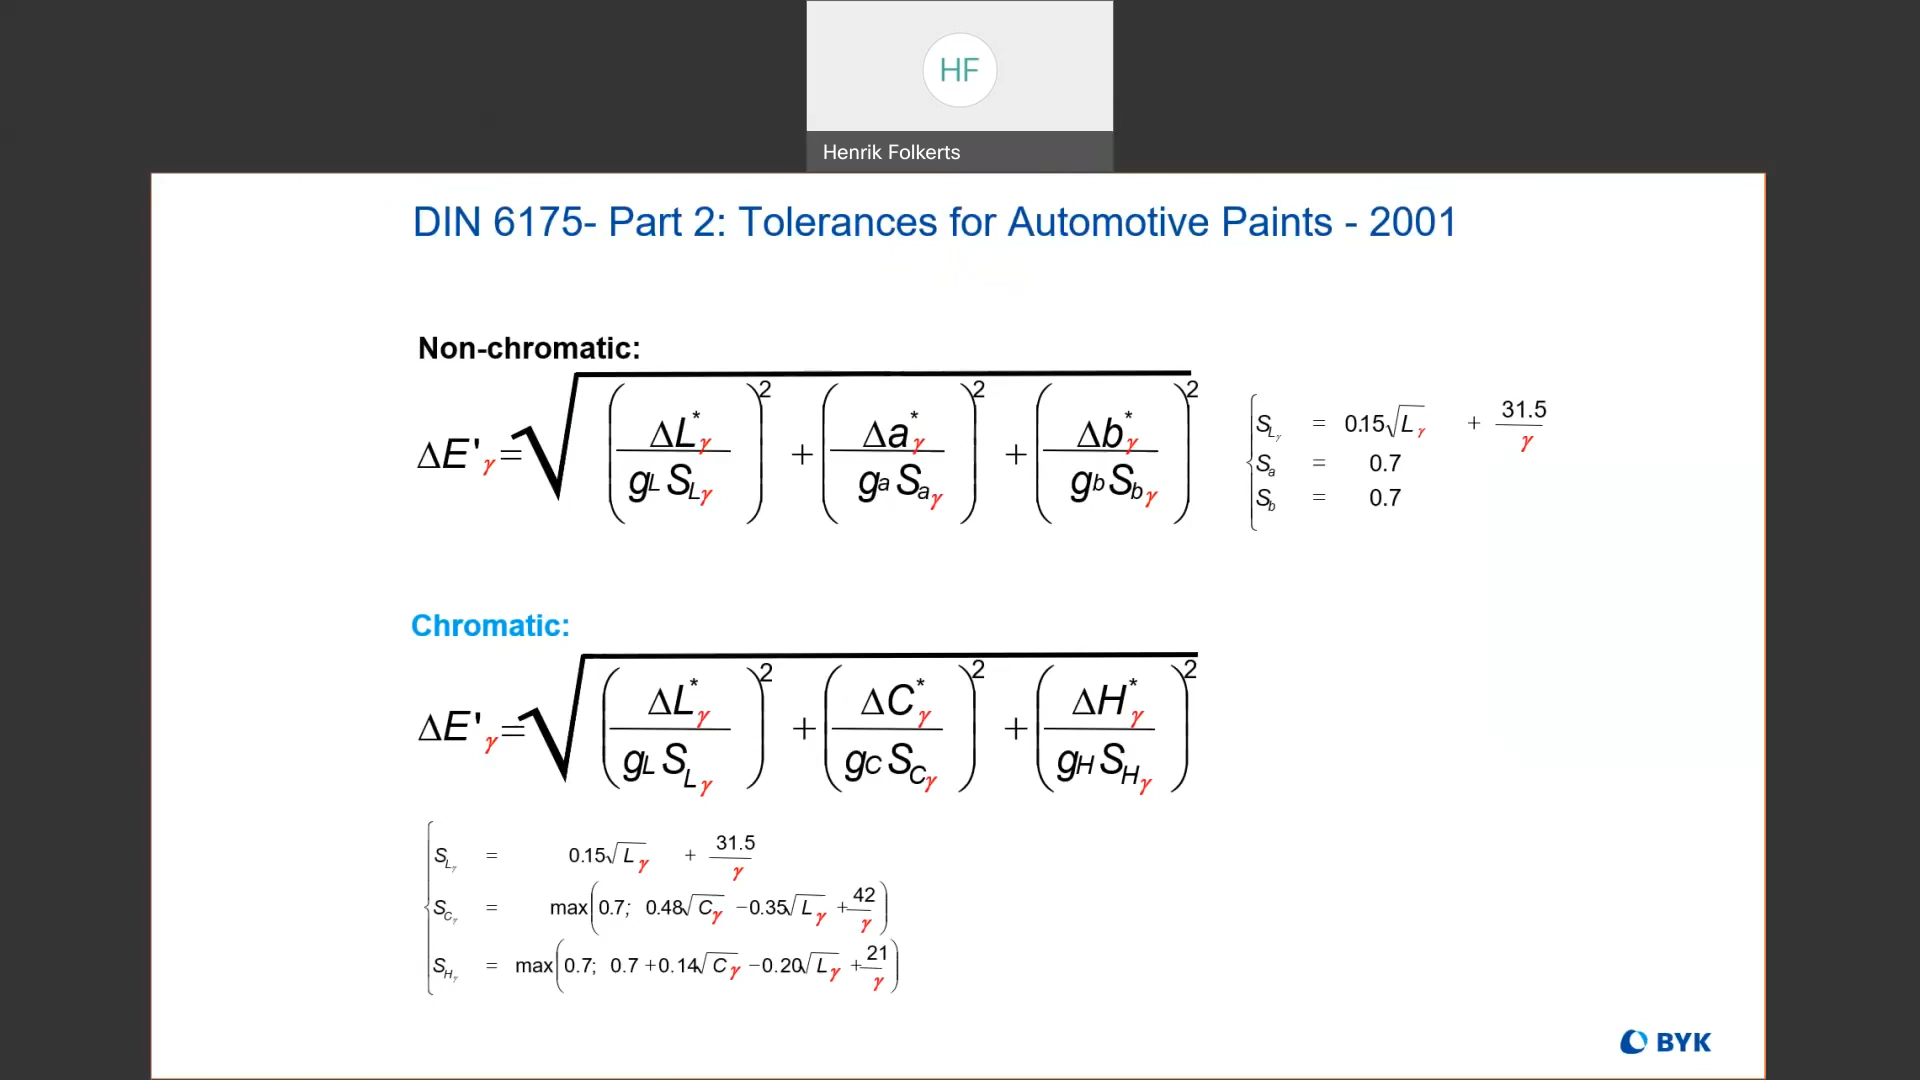 HF
Henrik Folkerts
DIN 6175- Part 2: Tolerances for Automotive Paints - 2001
Non-chromatic:
ΔE'γ = √( (ΔL*γ / gL SLγ)² + (Δa*γ / ga Saγ)² + (Δb*γ / gb Sbγ)² )
SLγ = 0.15√Lγ + 31.5/γ
Sa = 0.7
Sb = 0.7
Chromatic:
ΔE'γ = √( (ΔL*γ / gL SLγ)² + (ΔC*γ / gC SCγ)² + (ΔH*γ / gH SHγ)² )
SLγ = 0.15√Lγ + 31.5/γ
SCγ = max(0.7; 0.48√Cγ −0.35√Lγ + 42/γ)
SHγ = max(0.7; 0.7 +0.14√Cγ −0.20√Lγ + 21/γ)
BYK